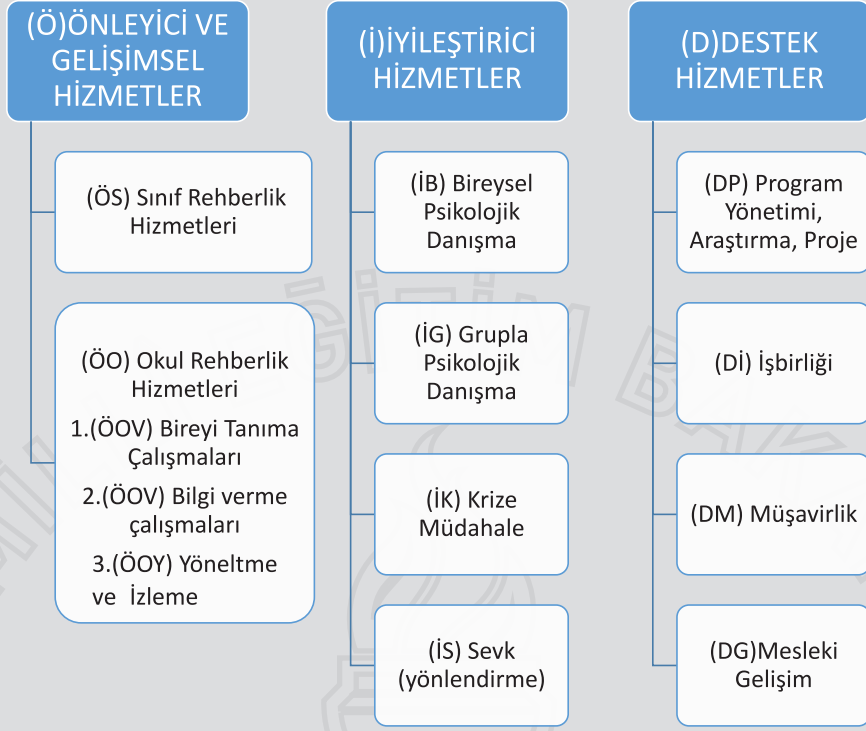 (Ö)ÖNLEYİCİ VE
GELİŞİMSEL
HİZMETLER
(ÖS) Sınıf Rehberlik
Hizmetleri
(ÖO) Okul Rehberlik
Hizmetleri
1.(ÖOV) Bireyi Tanıma
Çalışmaları
2.(ÖOV) Bilgi verme
çalışmaları
3.(ÖOY) Yöneltme
ve İzleme
(İ)İYİLEŞTİRİCİ
HİZMETLER
(İB) Bireysel
Psikolojik
Danışma
(İG) Grupla
Psikolojik
Danışma
(İK) Krize
Müdahale
(İS) Sevk
(yönlendirme)
(D)DESTEK
HİZMETLER
(DP) Program
Yönetimi,
Araştırma, Proje
(Dİ) İşbirliği
(DM) Müşavirlik
(DG)Mesleki
Gelişim